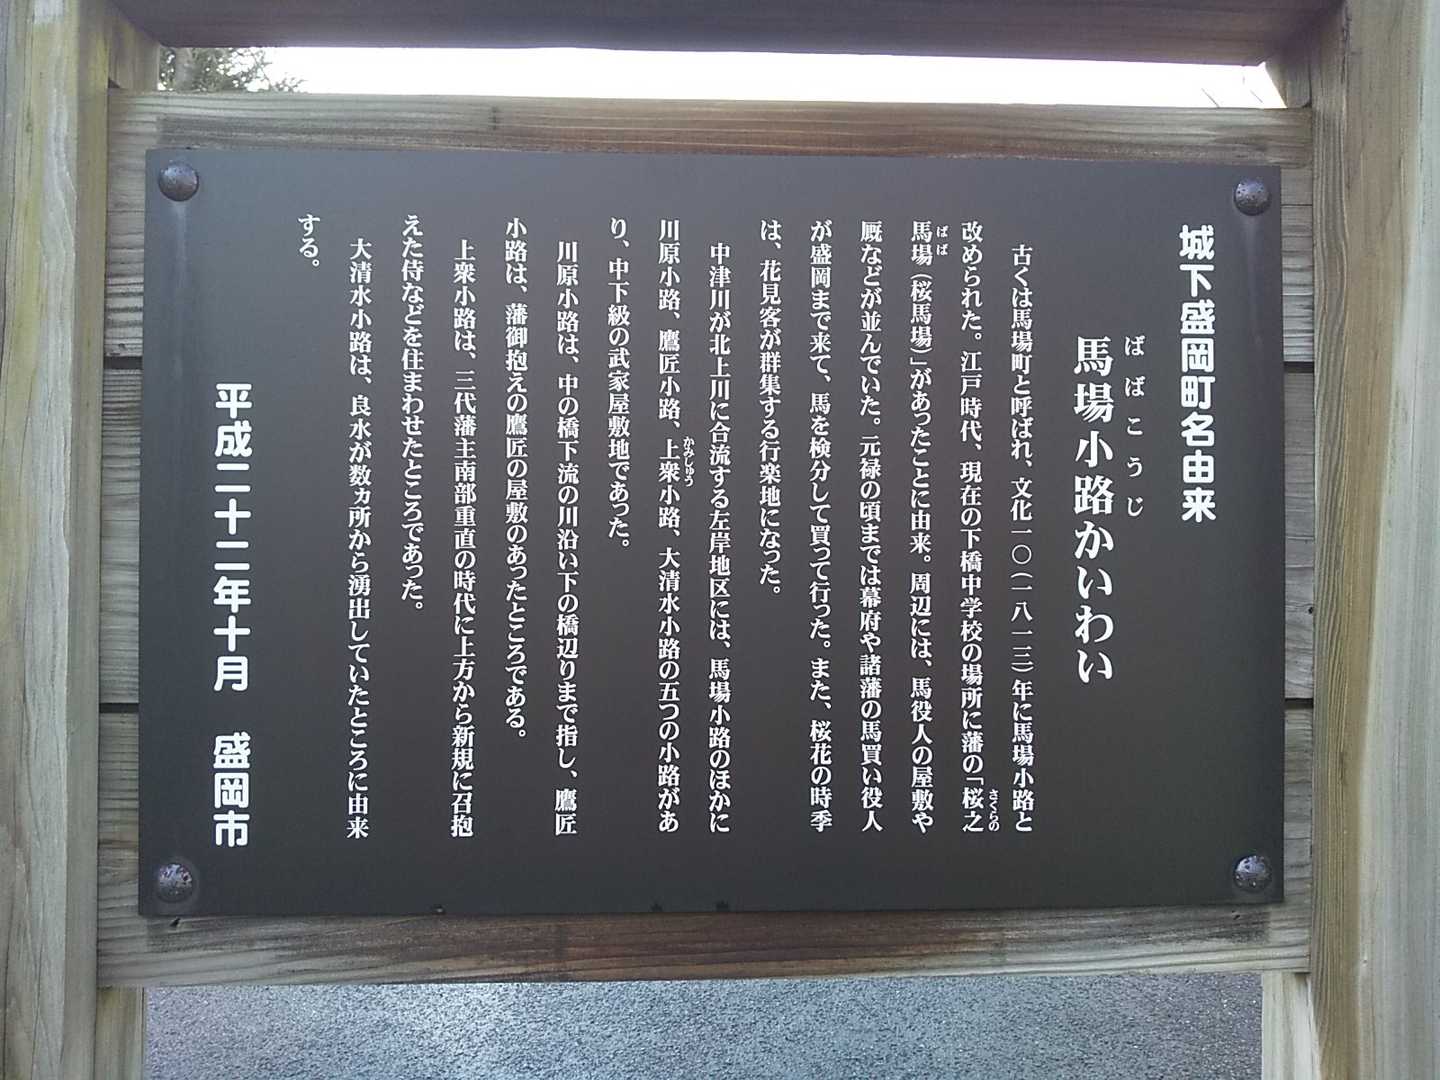 城下盛岡町名由来
馬場小路かいわい
ばばこうじ
古くは馬場町と呼ばれ、文化一〇(一八一三)年に馬場小路と
改められた。江戸時代、現在の下橋中学校の場所に藩の「桜之
さくらの
馬場(桜馬場)」があったことに由来。周辺には、馬役人の屋敷や
ばば
厩などが並んでいた。元禄の頃までは幕府や諸藩の馬買い役人
が盛岡まで来て、馬を検分して買って行った。また、桜花の時季
は、花見客が群集する行楽地になった。
中津川が北上川に合流する左岸地区には、馬場小路のほかに
川原小路、鷹匠小路、上衆小路、大清水小路の五つの小路があ
かみしゅう
り、中下級の武家屋敷地であった。
川原小路は、中の橋下流の川沿い下の橋辺りまで指し、鷹匠
小路は、藩御抱えの鷹匠の屋敷のあったところである。
上衆小路は、三代藩主南部重直の時代に上方から新規に召抱
えた侍などを住まわせたところであった。
大清水小路は、良水が数ヵ所から湧出していたところに由来
する。
平成二十二年十月 盛岡市